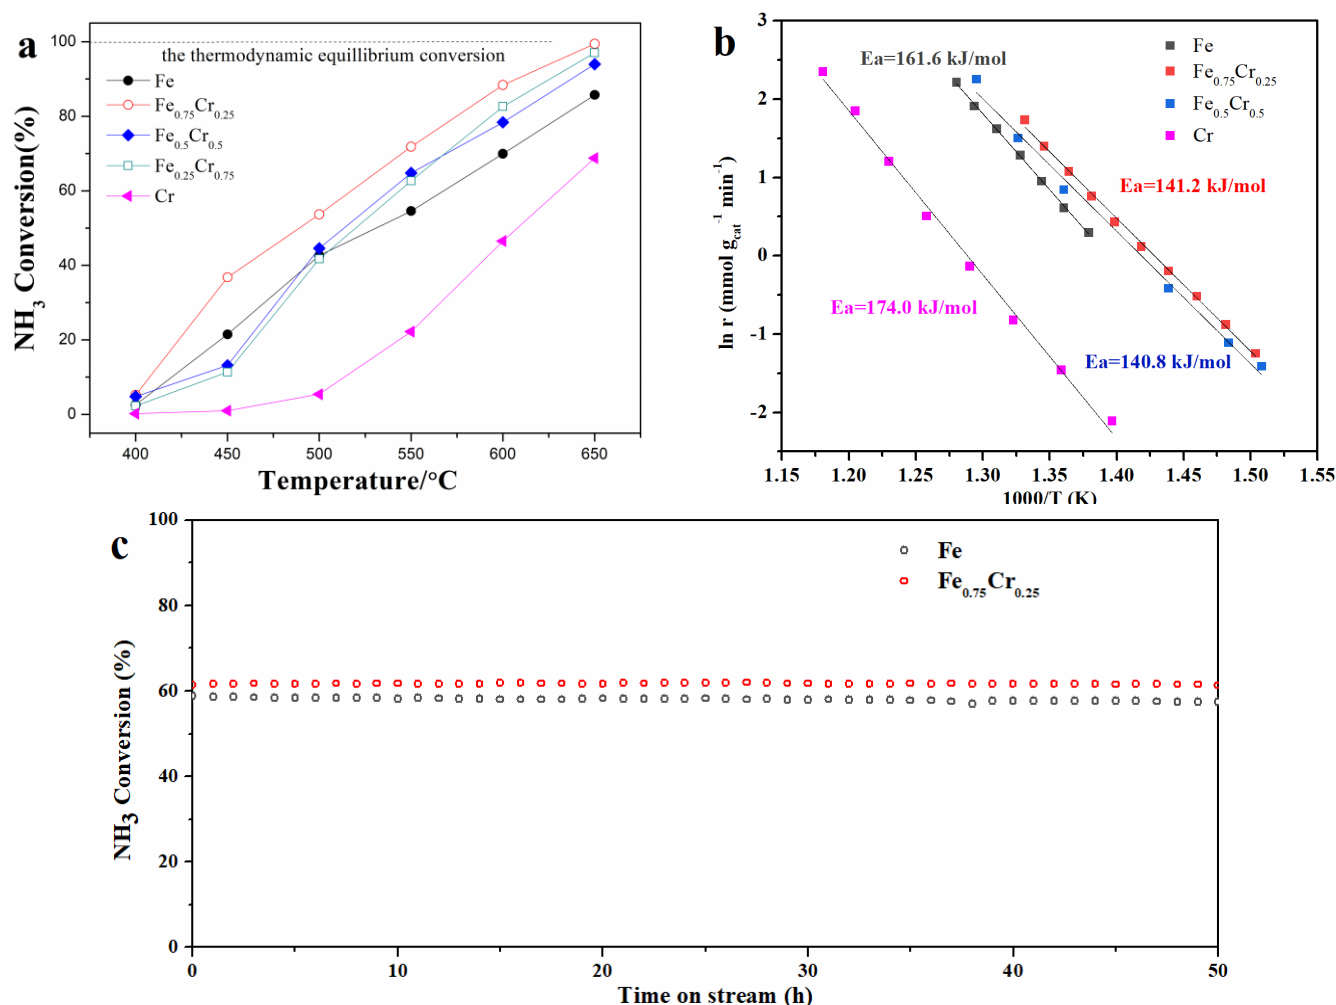 a
the thermodynamic equillibrium conversion
Fe
Fe0.75Cr0.25
Fe0.5Cr0.5
Fe0.25Cr0.75
Cr
NH3 Conversion(%)
100
80
60
40
20
0
400 450 500 550 600 650
Temperature/°C
b
Ea=161.6 kJ/mol
Fe
Fe0.75Cr0.25
Fe0.5Cr0.5
Cr
Ea=141.2 kJ/mol
Ea=174.0 kJ/mol
Ea=140.8 kJ/mol
ln r (mmol gcat-1 min-1)
3
2
1
0
-1
-2
1.15 1.20 1.25 1.30 1.35 1.40 1.45 1.50 1.55
1000/T (K)
c
Fe
Fe0.75Cr0.25
NH3 Conversion (%)
100
80
60
40
20
0
0 10 20 30 40 50
Time on stream (h)